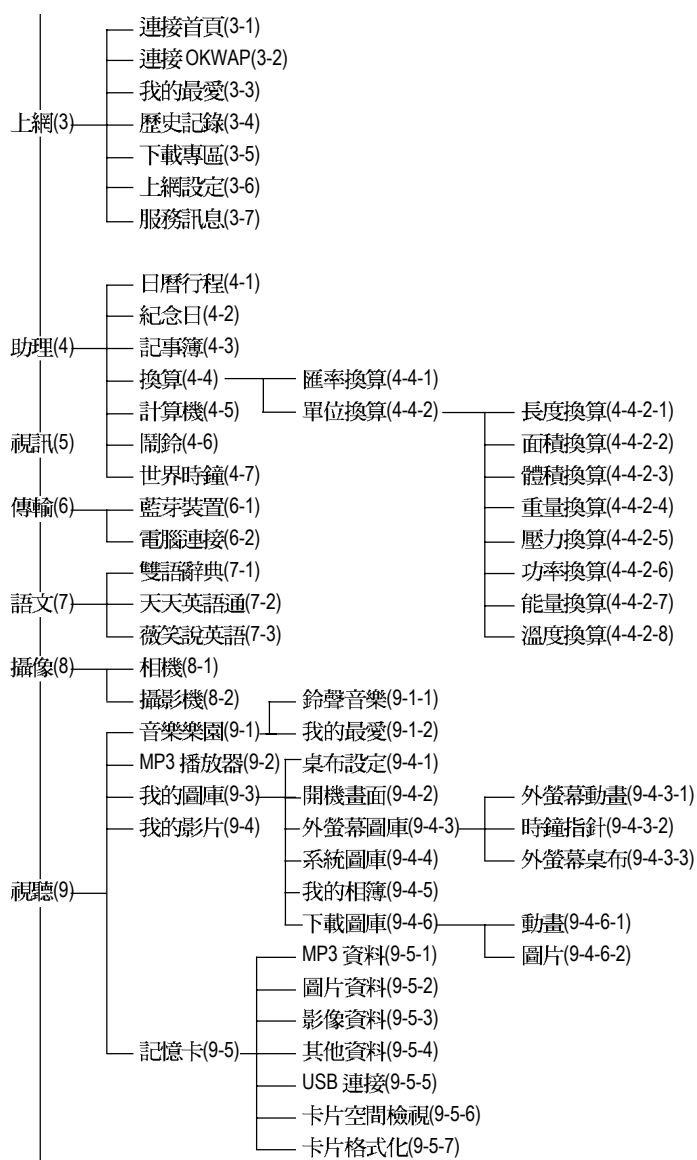 連接首頁(3-1)
連接 OKWAP(3-2)
我的最愛(3-3)
上網(3) 歷史記錄(3-4)
下載專區(3-5)
上網設定(3-6)
服務訊息(3-7)
日曆行程(4-1)
紀念日(4-2)
助理(4) 記事簿(4-3)
換算(4-4) 匯率換算(4-4-1)
計算機(4-5) 單位換算(4-4-2) 長度換算(4-4-2-1)
視訊(5) 鬧鈴(4-6) 面積換算(4-4-2-2)
世界時鐘(4-7) 體積換算(4-4-2-3)
傳輸(6) 藍芽裝置(6-1) 重量換算(4-4-2-4)
電腦連接(6-2) 壓力換算(4-4-2-5)
雙語辭典(7-1) 功率換算(4-4-2-6)
語文(7) 天天英語通(7-2) 能量換算(4-4-2-7)
薇笑說英語(7-3) 溫度換算(4-4-2-8)
攝像(8) 相機(8-1)
攝影機(8-2) 鈴聲音樂(9-1-1)
音樂樂園(9-1) 我的最愛(9-1-2)
MP3 播放器(9-2) 桌布設定(9-4-1)
我的圖庫(9-3) 開機畫面(9-4-2) 外螢幕動畫(9-4-3-1)
我的影片(9-4) 外螢幕圖庫(9-4-3) 時鐘指針(9-4-3-2)
系統圖庫(9-4-4) 外螢幕桌布(9-4-3-3)
視聽(9) 我的相簿(9-4-5)
下載圖庫(9-4-6) 動畫(9-4-6-1)
MP3 資料(9-5-1) 圖片(9-4-6-2)
圖片資料(9-5-2)
影像資料(9-5-3)
記憶卡(9-5) 其他資料(9-5-4)
USB 連接(9-5-5)
卡片空間檢視(9-5-6)
卡片格式化(9-5-7)